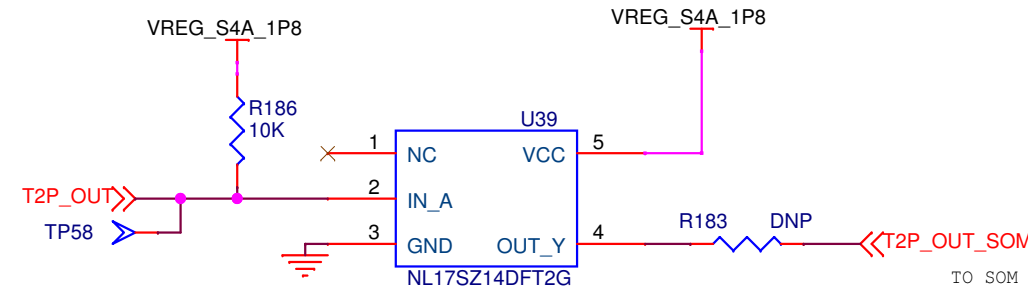 VREG_S4A_1P8
VREG_S4A_1P8
R186
10K
U39
1
NC
VCC
5
T2P_OUT
2
IN_A
TP58
3
GND
OUT_Y
4
R183
DNP
T2P_OUT_SOM
NL17SZ14DFT2G
TO SOM